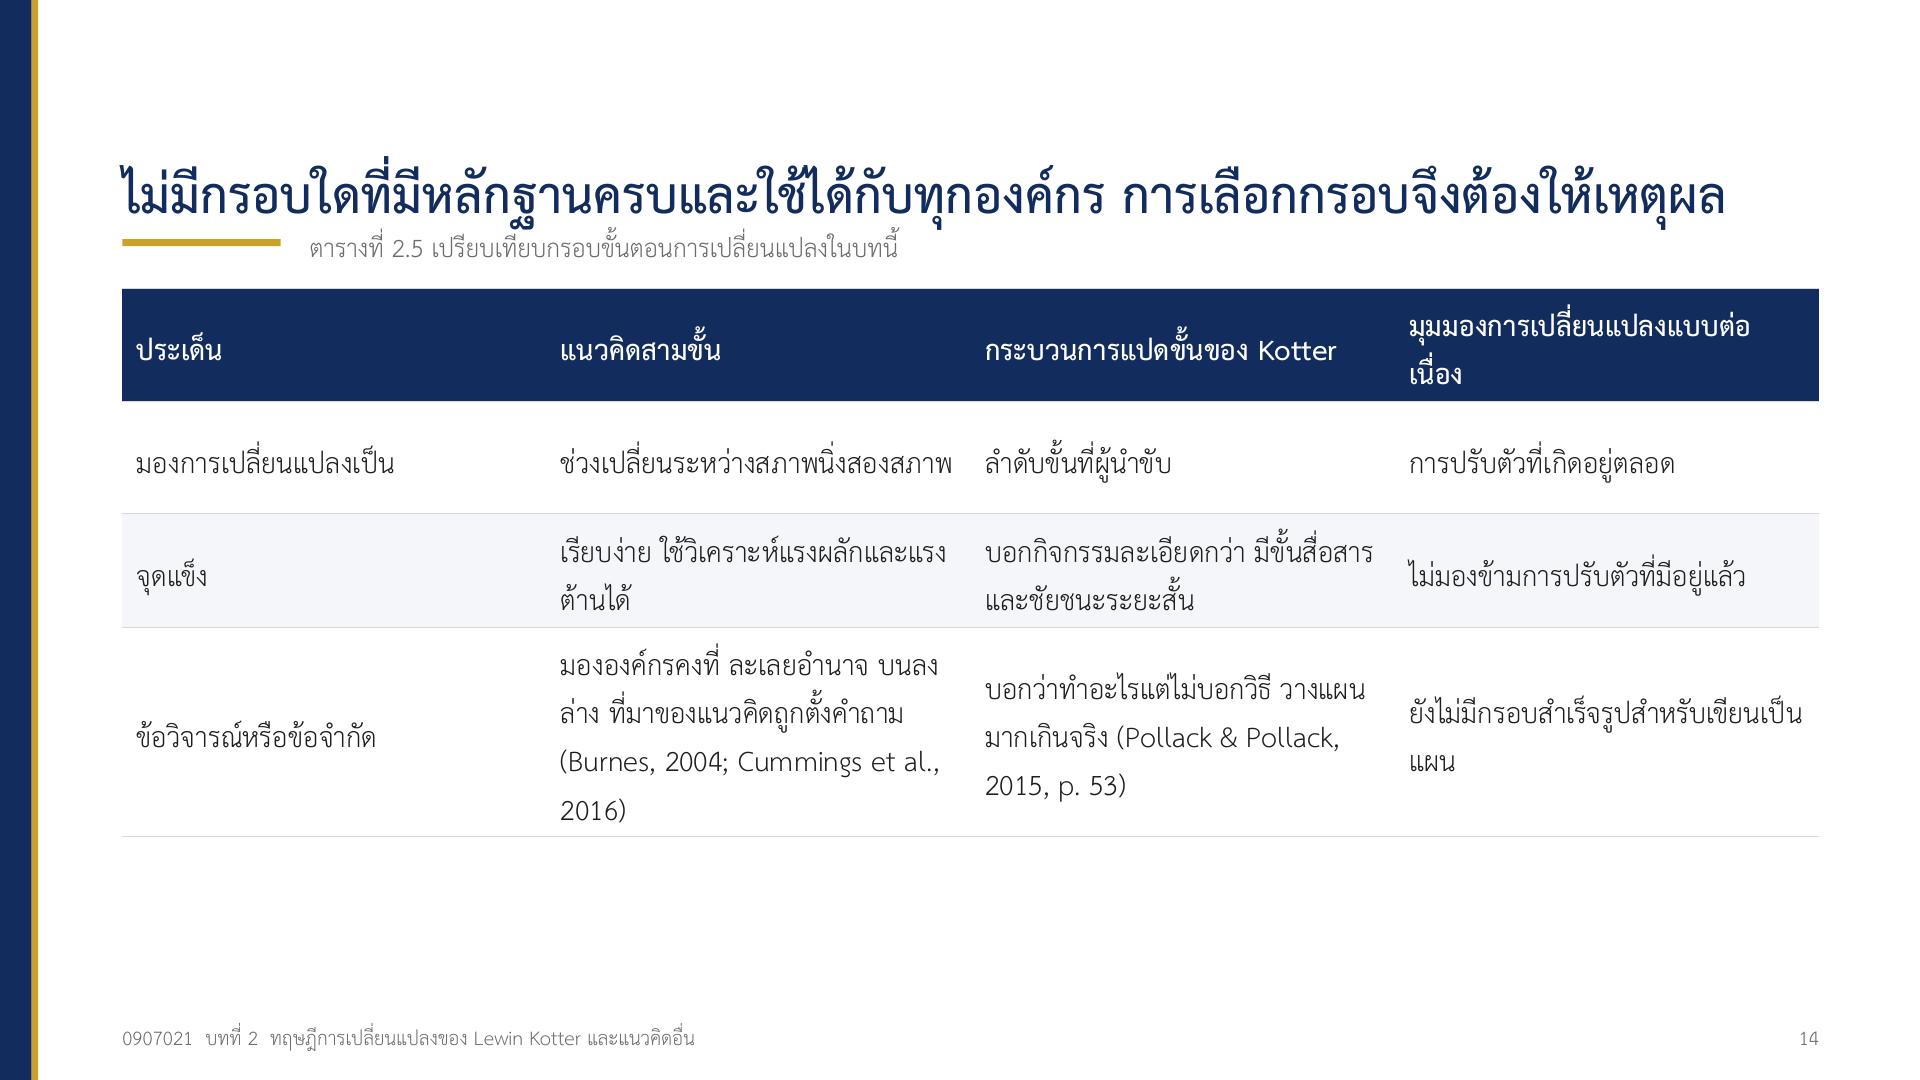 ไม่มีกรอบใดที่มีหลักฐานครบและใช้ได้กับทุกองค์กร การเลือกกรอบจึงต้องให้เหตุผล
ตารางที่ 2.5 เปรียบเทียบกรอบขั้นตอนการเปลี่ยนแปลงในบทนี้
ประเด็น
แนวคิดสามขั้น
กระบวนการแปดขั้นของ Kotter
มุมมองการเปลี่ยนแปลงแบบต่อ
เนื่อง
มองการเปลี่ยนแปลงเป็น
ช่วงเปลี่ยนระหว่างสภาพนิ่งสองสภาพ
ลำดับขั้นที่ผู้นำขับ
การปรับตัวที่เกิดอยู่ตลอด
จุดแข็ง
เรียบง่าย ใช้วิเคราะห์แรงผลักและแรง
ต้านได้
บอกกิจกรรมละเอียดกว่า มีขั้นสื่อสาร
และชัยชนะระยะสั้น
ไม่มองข้ามการปรับตัวที่มีอยู่แล้ว
ข้อวิจารณ์หรือข้อจำกัด
มององค์กรคงที่ ละเลยอำนาจ บนลง
ล่าง ที่มาของแนวคิดถูกตั้งคำถาม
(Burnes, 2004; Cummings et al.,
2016)
บอกว่าทำอะไรแต่ไม่บอกวิธี วางแผน
มากเกินจริง (Pollack & Pollack,
2015, p. 53)
ยังไม่มีกรอบสำเร็จรูปสำหรับเขียนเป็น
แผน
0907021 บทที่ 2 ทฤษฎีการเปลี่ยนแปลงของ Lewin Kotter และแนวคิดอื่น
14